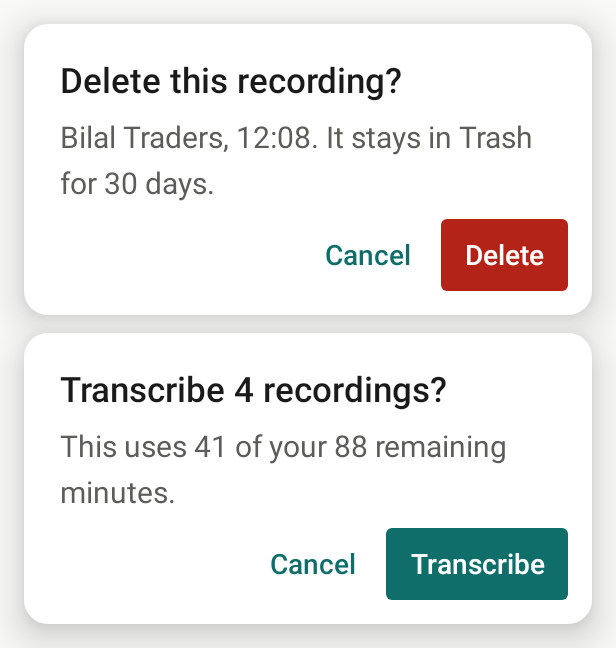 Delete this recording?
Bilal Traders, 12:08. It stays in Trash
for 30 days.
Cancel Delete
Transcribe 4 recordings?
This uses 41 of your 88 remaining
minutes.
Cancel Transcribe